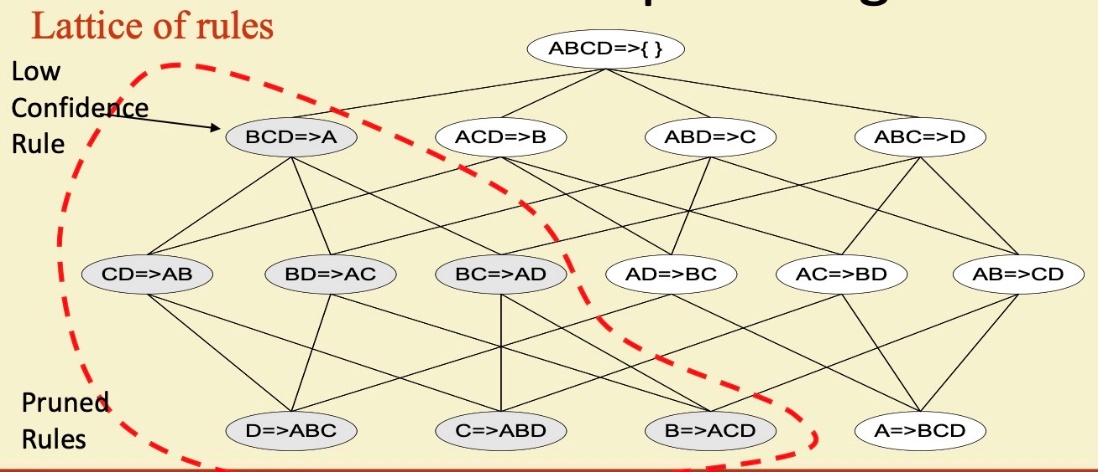 Lattice of rules
ABCD=>{ }
Low
Confidence
Rule
BCD=>A
ACD=>B
ABD=>C
ABC=>D
CD=>AB
BD=>AC
BC=>AD
AD=>BC
AC=>BD
AB=>CD
Pruned
Rules
D=>ABC
C=>ABD
B=>ACD
A=>BCD